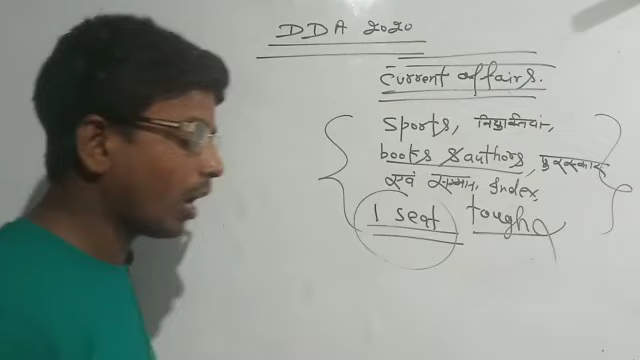 DDA 2020
Current affairs.
Sports, नियुक्तियां,
books & authors, पुरस्कार
एवं सम्मान, Index,
1 seat tough